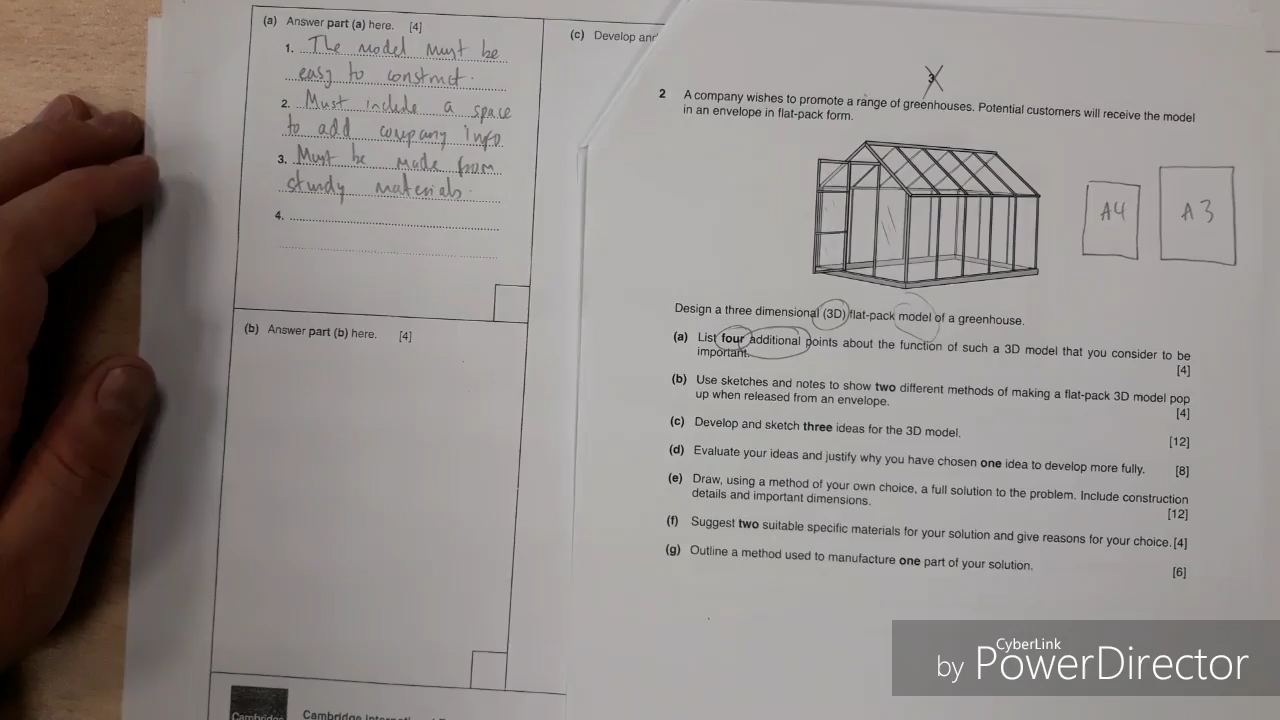 (a) Answer part (a) here. [4]
1. The model must be
easy to construct.
2. Must include a space
to add company info
3. Must be made from
sturdy materials.
4.
(b) Answer part (b) here. [4]
Cambridge
Cambridge
(c) Develop and
3
2 A company wishes to promote a range of greenhouses. Potential customers will receive the model
in an envelope in flat-pack form.
A4
A3
Design a three dimensional (3D) flat-pack model of a greenhouse.
(a) List four additional points about the function of such a 3D model that you consider to be
important.
[4]
(b) Use sketches and notes to show two different methods of making a flat-pack 3D model pop
up when released from an envelope.
[4]
(c) Develop and sketch three ideas for the 3D model.
[12]
(d) Evaluate your ideas and justify why you have chosen one idea to develop more fully. [8]
(e) Draw, using a method of your own choice, a full solution to the problem. Include construction
details and important dimensions.
[12]
(f) Suggest two suitable specific materials for your solution and give reasons for your choice. [4]
(g) Outline a method used to manufacture one part of your solution.
[6]
CyberLink
by PowerDirector